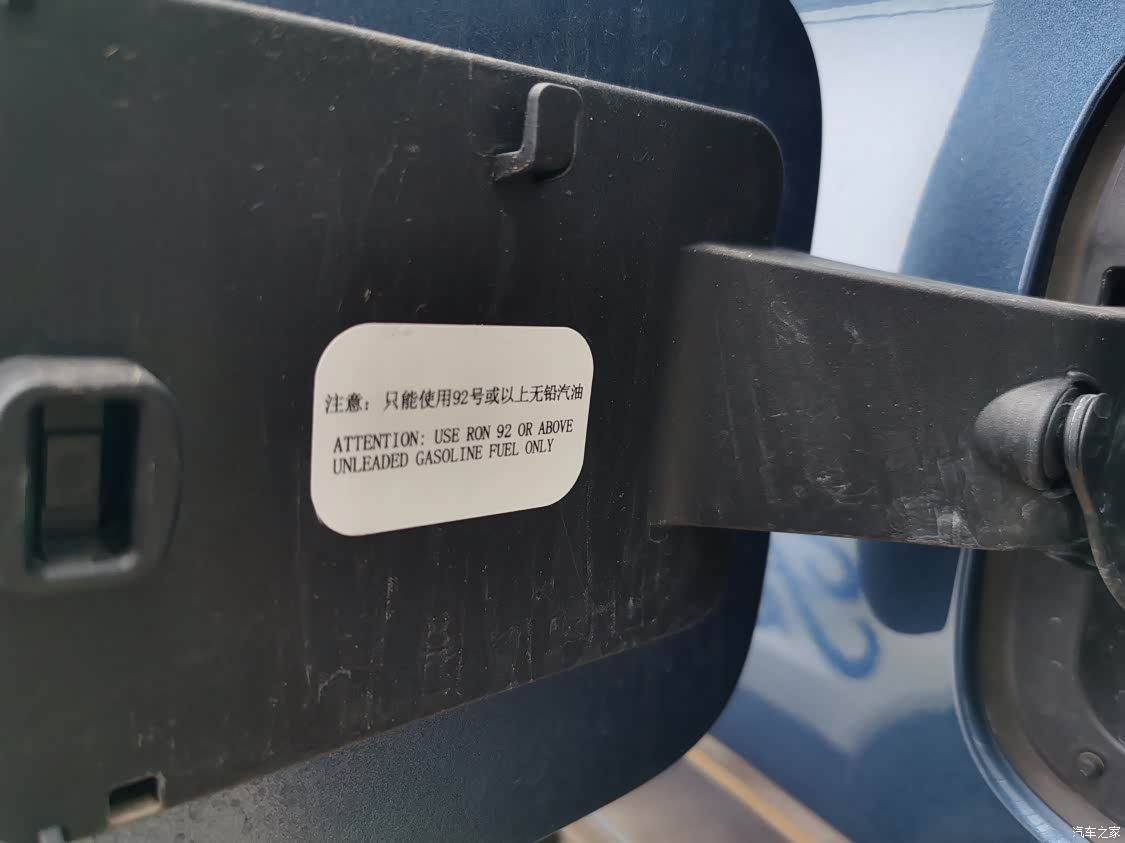 注意：只能使用92号或以上无铅汽油
ATTENTION: USE RON 92 OR ABOVE
UNLEADED GASOLINE FUEL ONLY
汽车之家